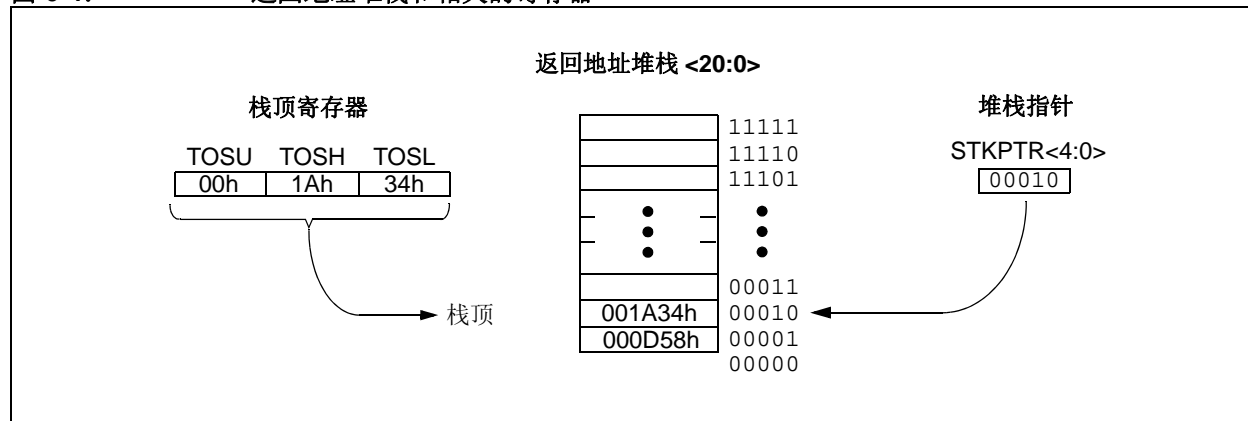 返回地址堆栈 <20:0>
栈顶寄存器
TOSU TOSH TOSL
00h 1Ah 34h
栈顶
11111
11110
11101
00011
001A34h 00010
000D58h 00001
00000
堆栈指针
STKPTR<4:0>
00010